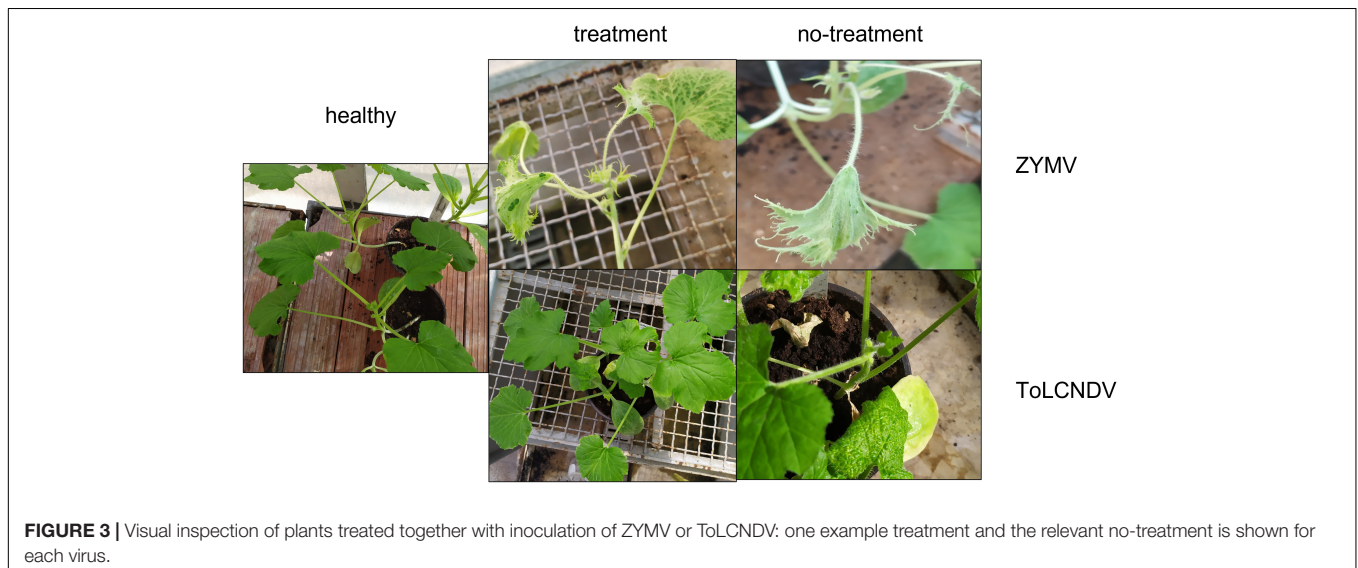 treatment no-treatment
healthy
ZYMV
ToLCNDV
FIGURE 3 | Visual inspection of plants treated together with inoculation of ZYMV or ToLCNDV: one example treatment and the relevant no-treatment is shown for
each virus.